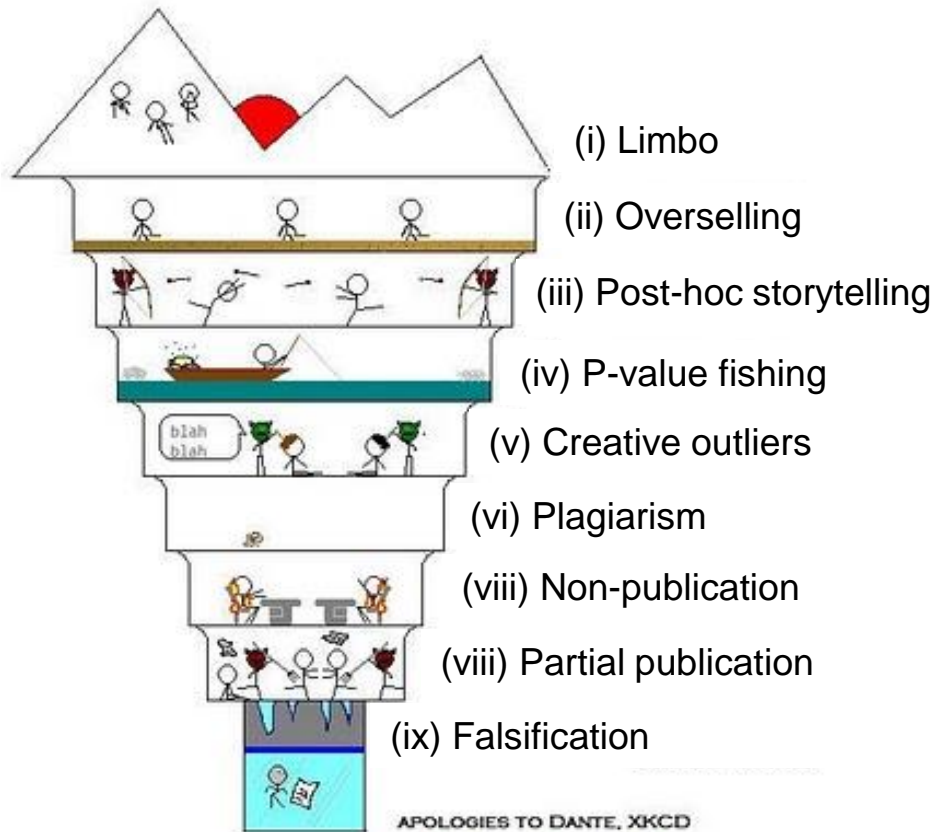 (i) Limbo
(ii) Overselling
(iii) Post-hoc storytelling
(iv) P-value fishing
blah
blah
(v) Creative outliers
(vi) Plagiarism
(viii) Non-publication
(viii) Partial publication
(ix) Falsification
APOLOGIES TO DANTE, XKCD